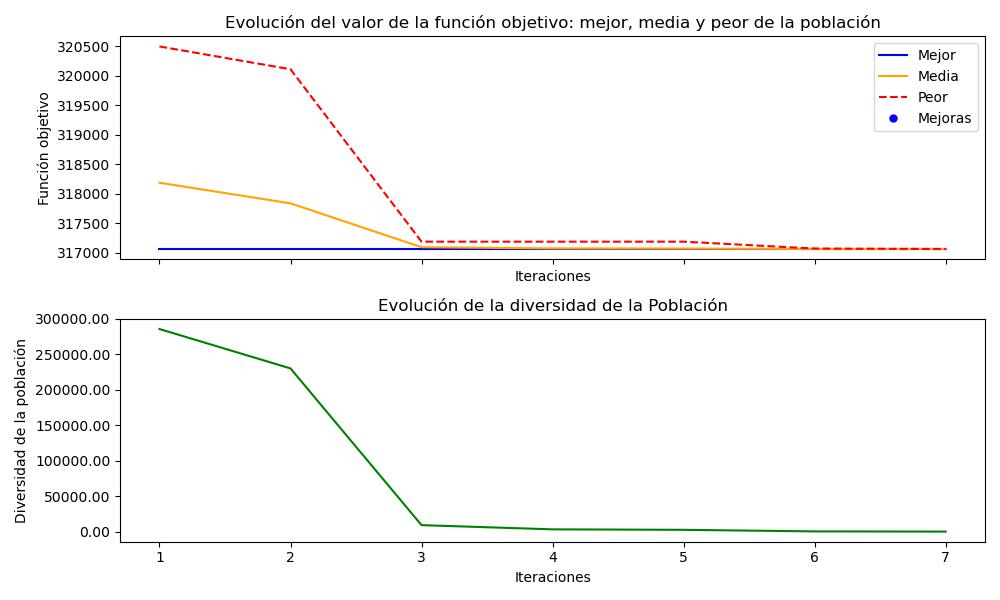 Evolución del valor de la función objetivo: mejor, media y peor de la población
320500
320000
319500
319000
318500
318000
317500
317000
Función objetivo
Mejor
Media
Peor
Mejoras
Iteraciones
Evolución de la diversidad de la Población
300000.00
250000.00
200000.00
150000.00
100000.00
50000.00
0.00
Diversidad de la población
1 2 3 4 5 6 7
Iteraciones